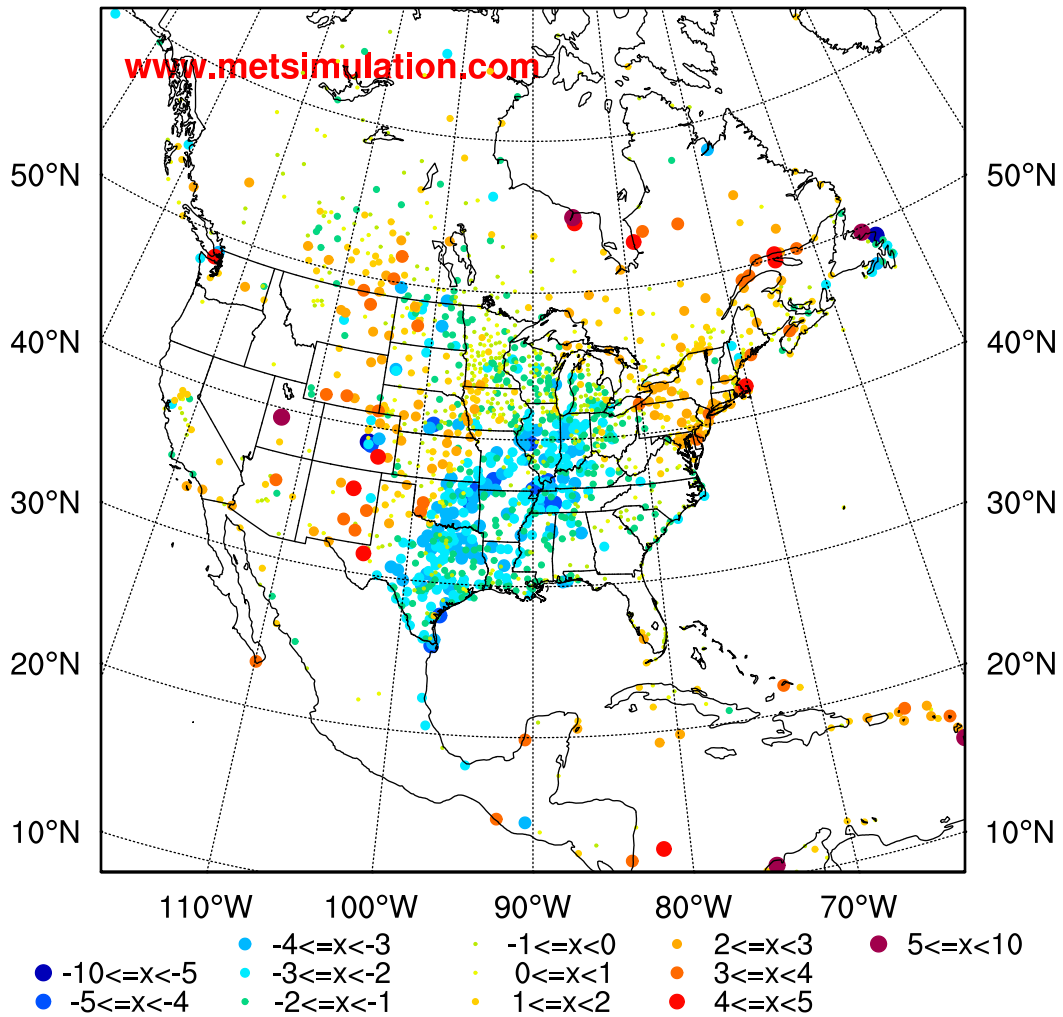 www.metsimulation.com
50°N 50°N
40°N 40°N
30°N 30°N
20°N 20°N
10°N 10°N
110°W 100°W 90°W 80°W 70°W
-4<=x<-3 -1<=x<0 2<=x<3 5<=x<10
-10<=x<-5 -3<=x<-2 0<=x<1 3<=x<4
-5<=x<-4 -2<=x<-1 1<=x<2 4<=x<5